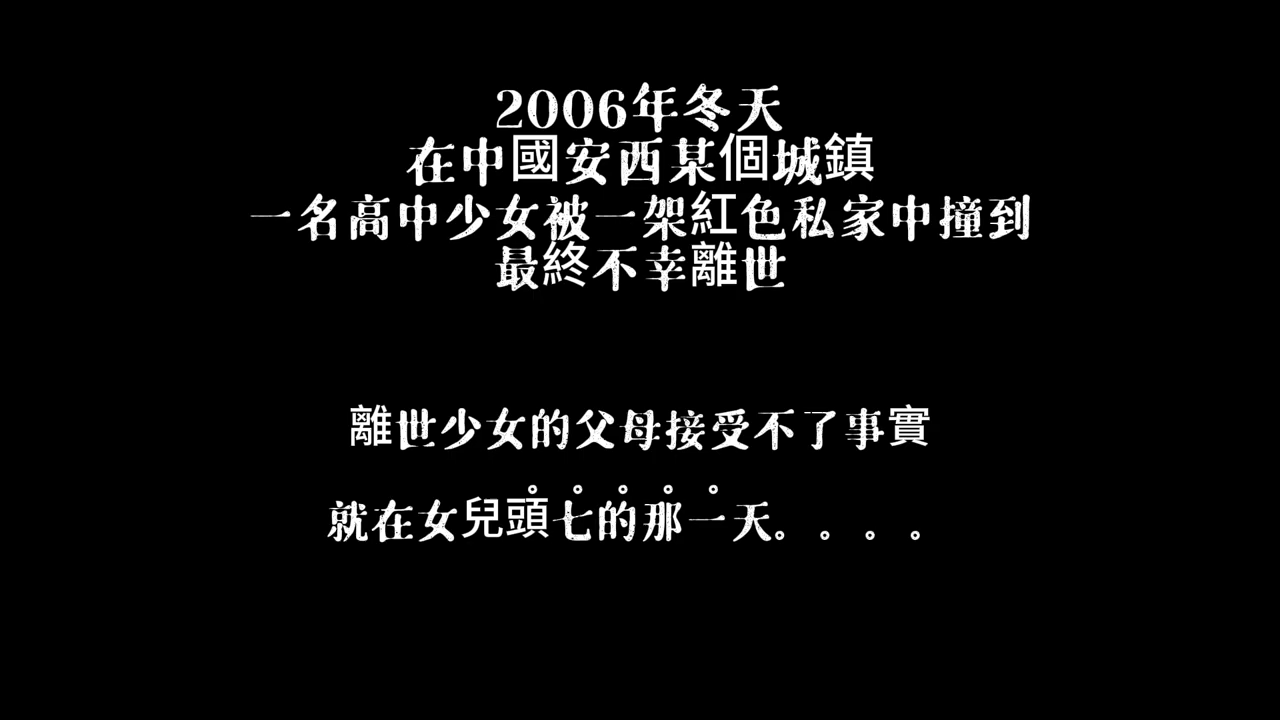 2006年冬天
在中國安西某個城鎮
一名高中少女被一架紅色私家中撞到
最終不幸離世
離世少女的父母接受不了事實
。。。。。
就在女兒頭七的那一天。。。。